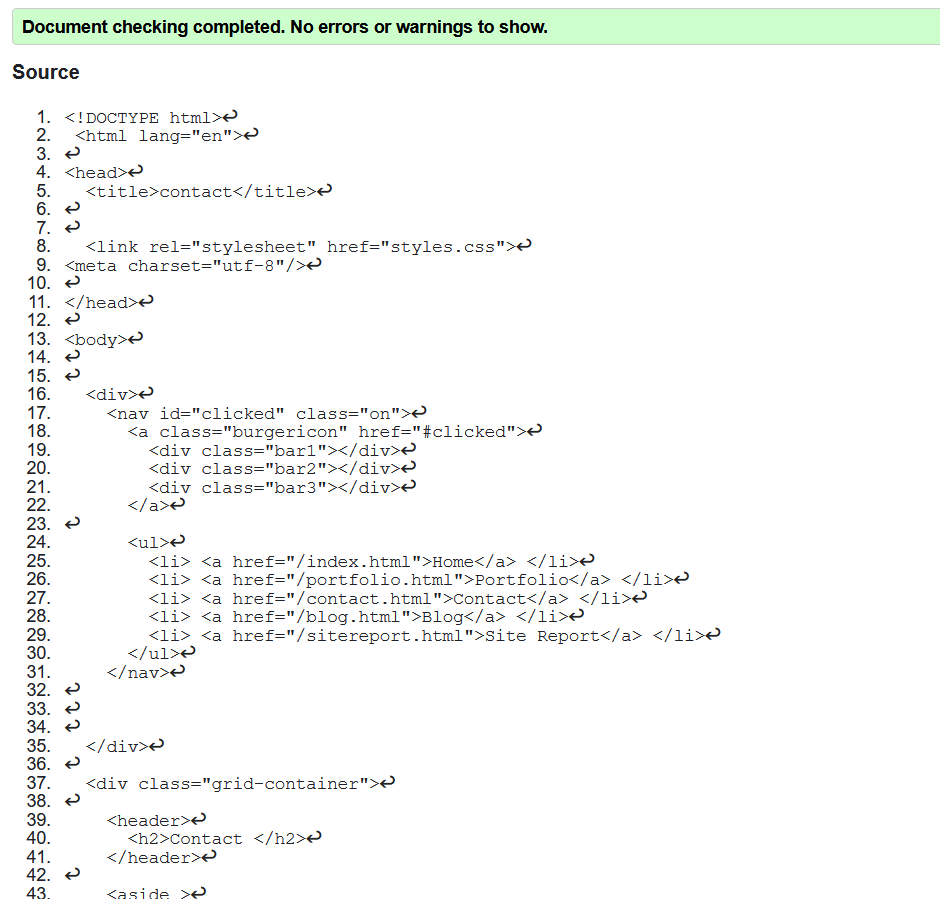 Document checking completed. No errors or warnings to show.
Source
1. <!DOCTYPE html>↩
2.  <html lang="en">↩
3. ↩
4. <head>↩
5.   <title>contact</title>↩
6. ↩
7. ↩
8.   <link rel="stylesheet" href="styles.css">↩
9. <meta charset="utf-8"/>↩
10. ↩
11. </head>↩
12. ↩
13. <body>↩
14. ↩
15. ↩
16.   <div>↩
17.     <nav id="clicked" class="on">↩
18.       <a class="burgericon" href="#clicked">↩
19.         <div class="bar1"></div>↩
20.         <div class="bar2"></div>↩
21.         <div class="bar3"></div>↩
22.       </a>↩
23. ↩
24.       <ul>↩
25.         <li> <a href="/index.html">Home</a> </li>↩
26.         <li> <a href="/portfolio.html">Portfolio</a> </li>↩
27.         <li> <a href="/contact.html">Contact</a> </li>↩
28.         <li> <a href="/blog.html">Blog</a> </li>↩
29.         <li> <a href="/sitereport.html">Site Report</a> </li>↩
30.       </ul>↩
31.     </nav>↩
32. ↩
33. ↩
34. ↩
35.   </div>↩
36. ↩
37.   <div class="grid-container">↩
38. ↩
39.     <header>↩
40.       <h2>Contact </h2>↩
41.     </header>↩
42. ↩
43.     <aside >↩